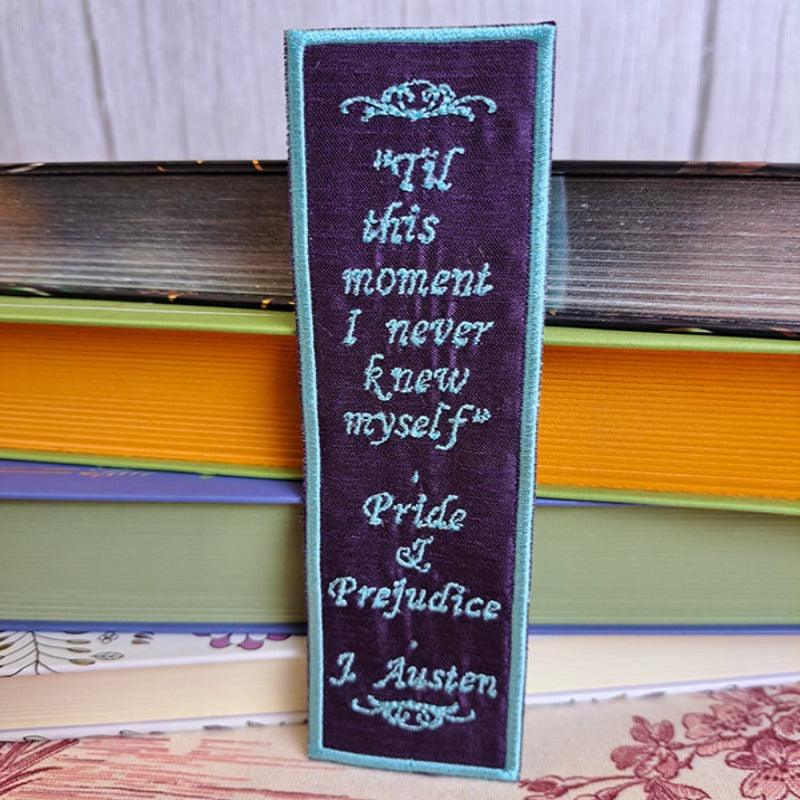 "Til
this
moment
I never
knew
myself"
Pride
&
Prejudice
J. Austen